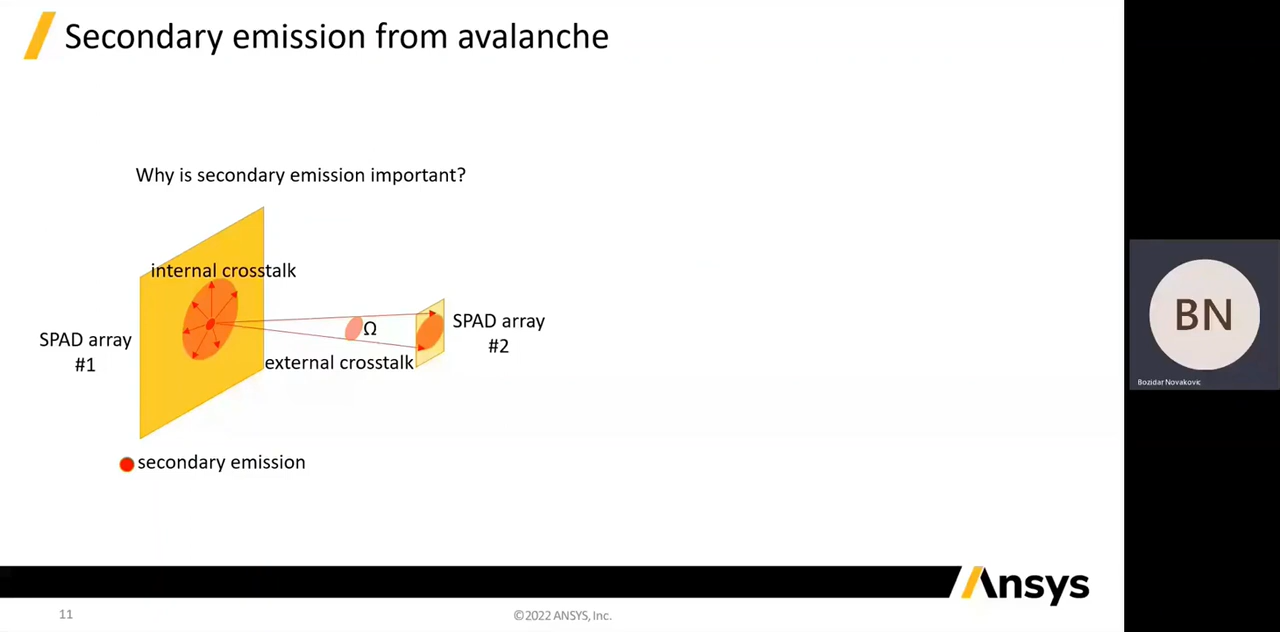 Secondary emission from avalanche
Why is secondary emission important?
internal crosstalk
SPAD array
#1
Ω
SPAD array
#2
external crosstalk
secondary emission
BN
Bozidar Novakovic
Ansys
11
©2022 ANSYS, Inc.